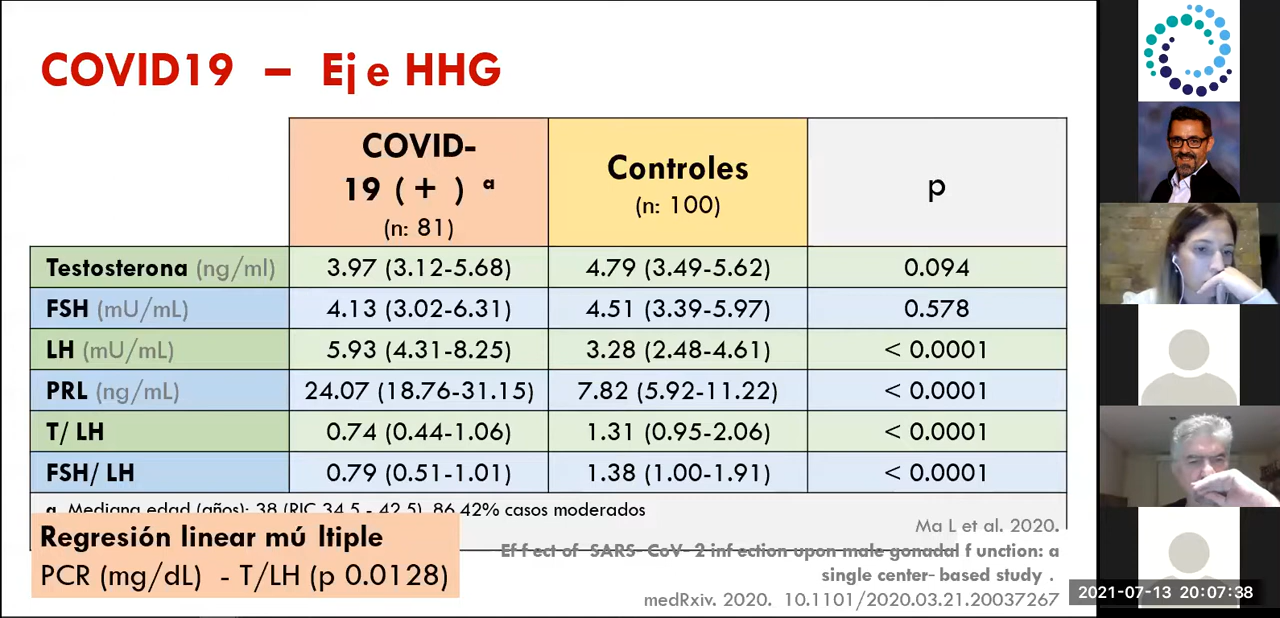 COVID19 – Eje HHG
COVID-
19 (+) a
(n: 81)
Controles
(n: 100)
p
Testosterona (ng/ml) 3.97 (3.12-5.68) 4.79 (3.49-5.62) 0.094
FSH (mU/mL) 4.13 (3.02-6.31) 4.51 (3.39-5.97) 0.578
LH (mU/mL) 5.93 (4.31-8.25) 3.28 (2.48-4.61) < 0.0001
PRL (ng/mL) 24.07 (18.76-31.15) 7.82 (5.92-11.22) < 0.0001
T/ LH 0.74 (0.44-1.06) 1.31 (0.95-2.06) < 0.0001
FSH/ LH 0.79 (0.51-1.01) 1.38 (1.00-1.91) < 0.0001
a Mediana edad (años): 38 (RIC 34.5 - 42.5). 86.42% casos moderados
Regresión linear múltiple
PCR (mg/dL) - T/LH (p 0.0128)
Ma L et al. 2020.
Effect of SARS-CoV-2 infection upon male gonadal function: a
single center-based study.
medRxiv. 2020. 10.1101/2020.03.21.20037267
2021-07-13 20:07:38